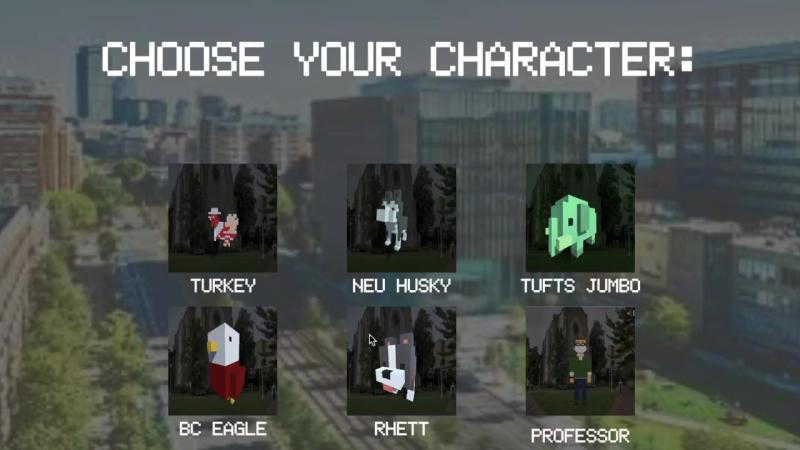 CHOOSE YOUR CHARACTER:
TURKEY
NEU HUSKY
TUFTS JUMBO
BC EAGLE
RHETT
PROFESSOR